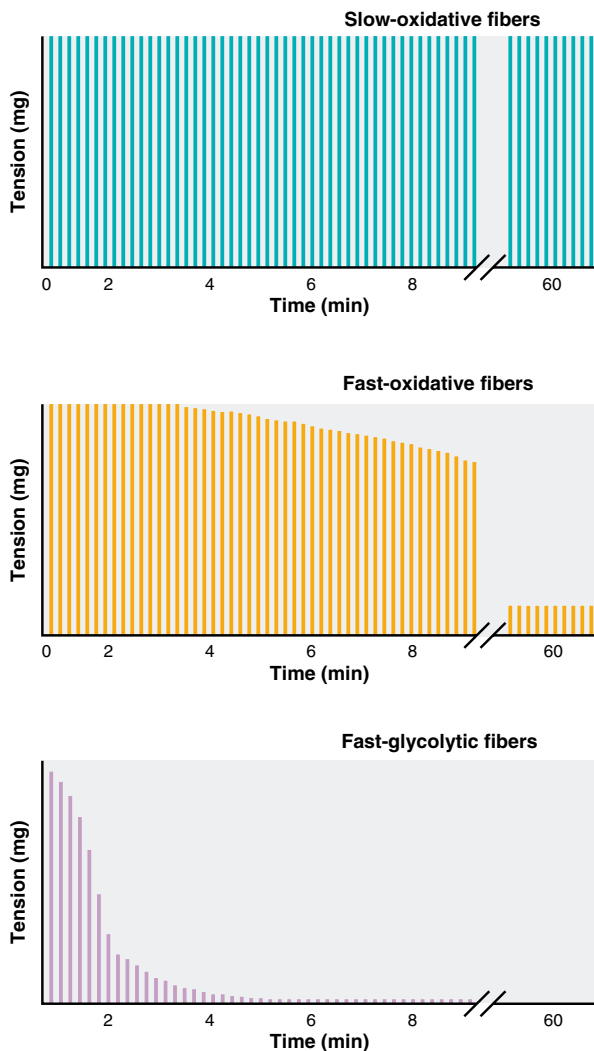 Slow-oxidative fibers
Tension (mg)
0 2 4 6 8 60
Time (min)
Fast-oxidative fibers
Tension (mg)
0 2 4 6 8 60
Time (min)
Fast-glycolytic fibers
Tension (mg)
2 4 6 8 60
Time (min)